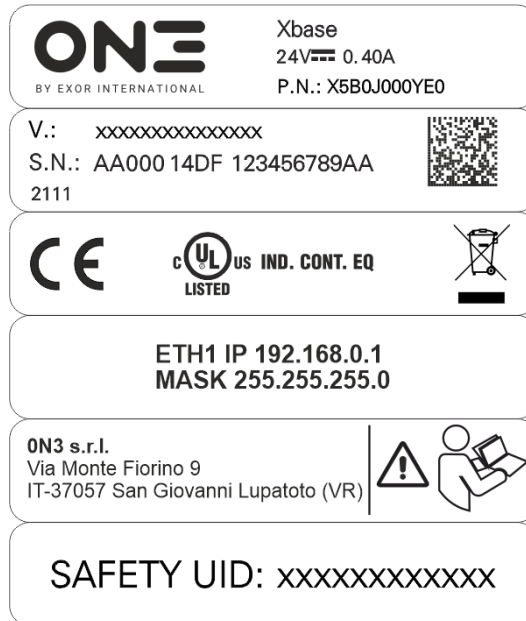 ON3
BY EXOR INTERNATIONAL
Xbase
24V 0.40A
P.N.: X5B0J000YE0
V.: xxxxxxxxxxxxxxx
S.N.: AA000 14DF 123456789AA
2111
CE
c UL us IND. CONT. EQ
LISTED
ETH1 IP 192.168.0.1
MASK 255.255.255.0
0N3 s.r.l.
Via Monte Fiorino 9
IT-37057 San Giovanni Lupatoto (VR)
SAFETY UID: xxxxxxxxxxxx